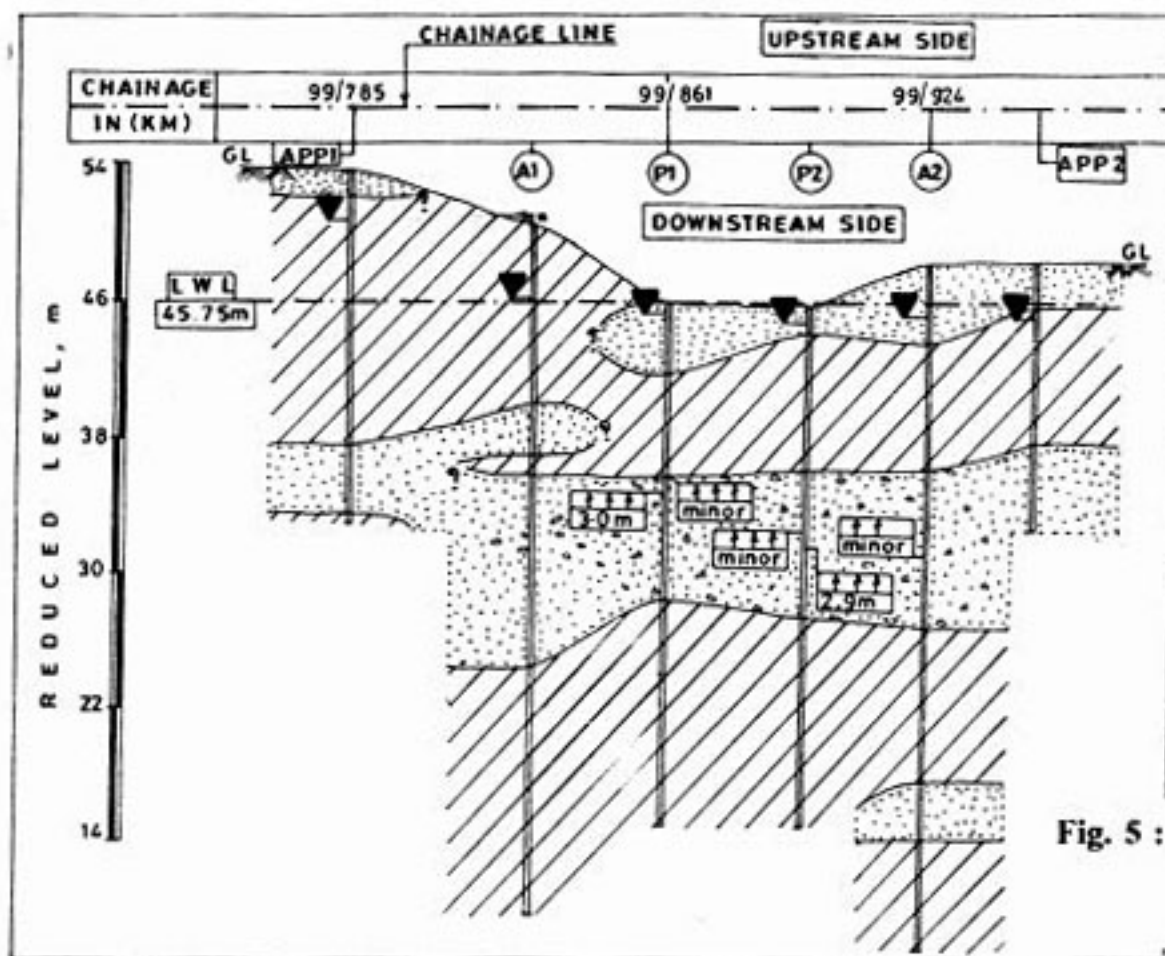 CHAINAGE LINE
UPSTREAM SIDE
CHAINAGE
IN (KM)
99/785
99/861
99/924
GL
APP1
A1
P1
P2
A2
APP2
DOWNSTREAM SIDE
GL
54
LWL
45.75m
46
38
30
22
14
REDUCED LEVEL, m
3.0m
minor
minor
minor
2.9m
Fig. 5 :